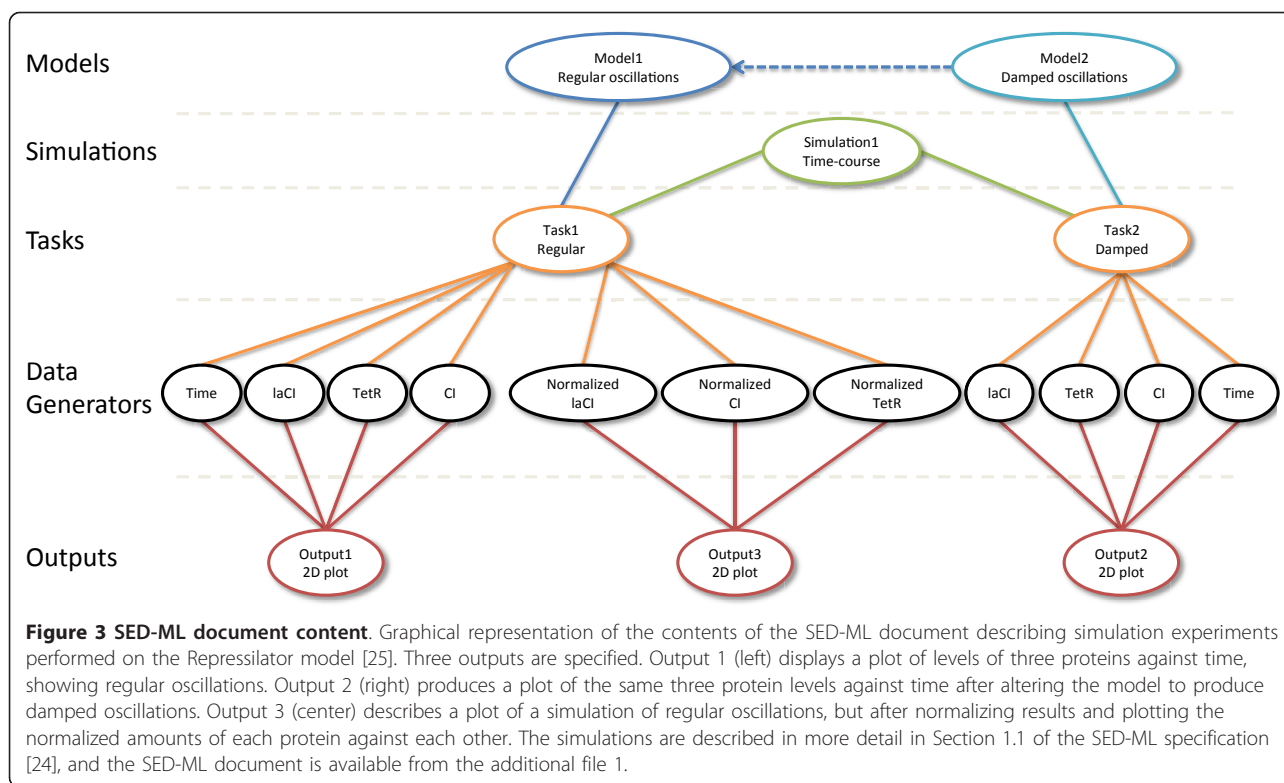 Models
Model1
Regular oscillations
Model2
Damped oscillations
Simulations
Simulation1
Time-course
Tasks
Task1
Regular
Task2
Damped
Data
Generators
Time
laCI
TetR
CI
Normalized
laCI
Normalized
CI
Normalized
TetR
laCI
TetR
CI
Time
Outputs
Output1
2D plot
Output3
2D plot
Output2
2D plot
Figure 3 SED-ML document content. Graphical representation of the contents of the SED-ML document describing simulation experiments
performed on the Repressilator model [25]. Three outputs are specified. Output 1 (left) displays a plot of levels of three proteins against time,
showing regular oscillations. Output 2 (right) produces a plot of the same three protein levels against time after altering the model to produce
damped oscillations. Output 3 (center) describes a plot of a simulation of regular oscillations, but after normalizing results and plotting the
normalized amounts of each protein against each other. The simulations are described in more detail in Section 1.1 of the SED-ML specification
[24], and the SED-ML document is available from the additional file 1.